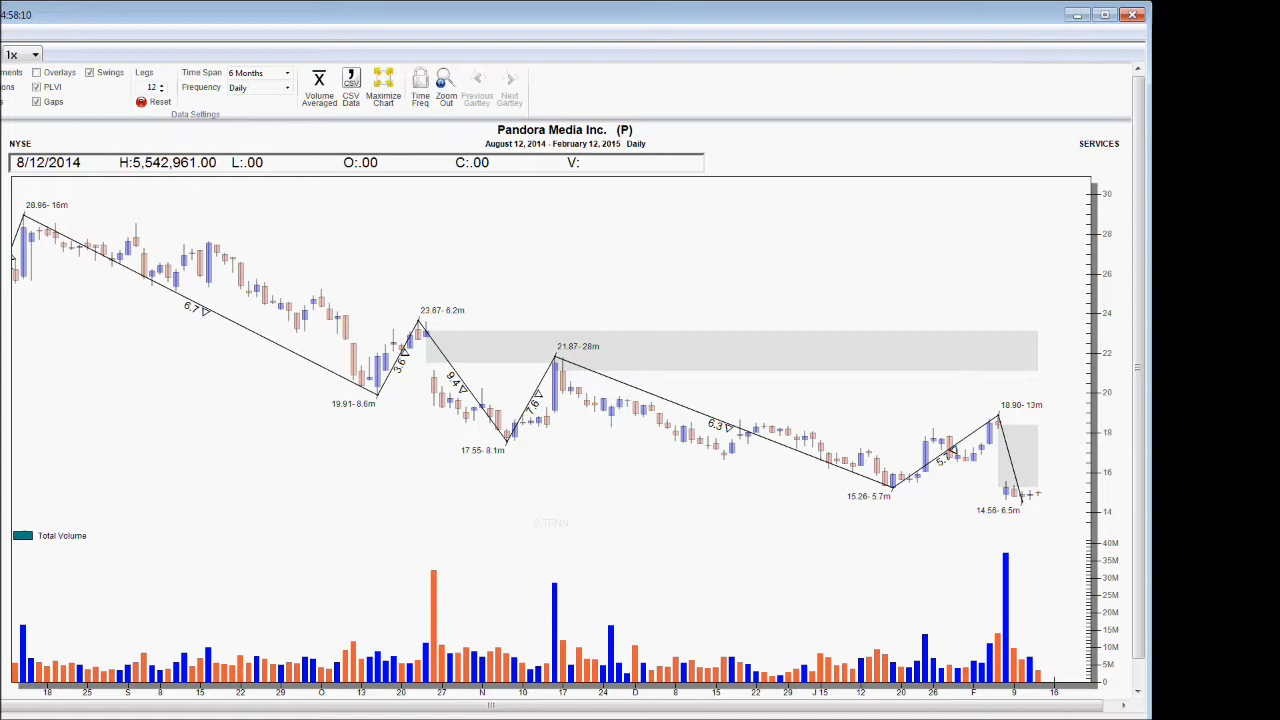 4:58:10
1x
ments Overlays Swings Legs Time Span 6 Months
ons PLVI 12 Frequency Daily
s Gaps Reset
Volume Averaged
CSV Data
Maximize Chart
Time Freq
Zoom Out
Previous Gartley
Next Gartley
Data Settings
Pandora Media Inc. (P)
NYSE August 12, 2014 - February 12, 2015 Daily SERVICES
8/12/2014 H:5,542,961.00 L:.00 O:.00 C:.00 V:
28.96- 16m
6.7
19.91- 8.6m
3.6
23.67- 6.2m
9.4
17.55- 8.1m
7.6
21.87- 28m
6.3
15.26- 5.7m
18.90- 13m
14.56- 6.5m
30
28
26
24
22
20
18
16
14
Total Volume
40M
35M
30M
25M
20M
15M
10M
5M
0
18 25 S 8 15 22 29 O 13 20 27 N 10 17 24 D 8 15 22 29 J 15 12 20 26 F 9 16